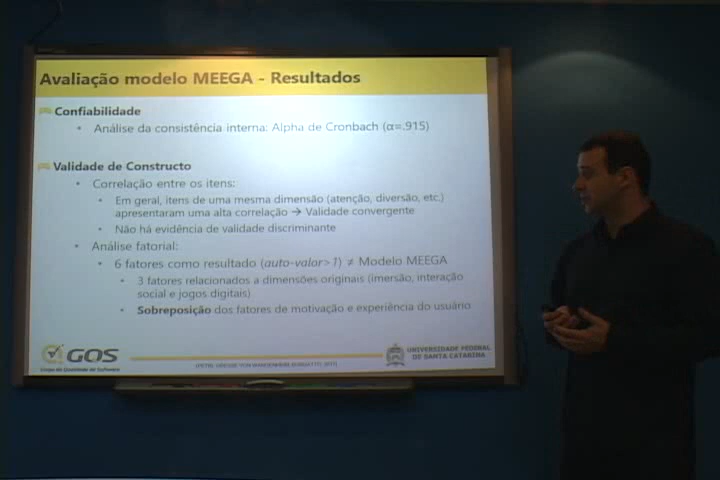 Avaliação modelo MEEGA - Resultados
Confiabilidade
• Análise da consistência interna: Alpha de Cronbach (α=.915)
Validade de Constructo
• Correlação entre os itens:
• Em geral, itens de uma mesma dimensão (atenção, diversão, etc.)
apresentaram uma alta correlação → Validade convergente
• Não há evidência de validade discriminante
• Análise fatorial:
• 6 fatores como resultado (auto-valor>1) ≠ Modelo MEEGA
• 3 fatores relacionados a dimensões originais (imersão, interação
social e jogos digitais)
• Sobreposição dos fatores de motivação e experiência do usuário
GQS
Grupo de Qualidade de Software
UNIVERSIDADE FEDERAL
DE SANTA CATARINA